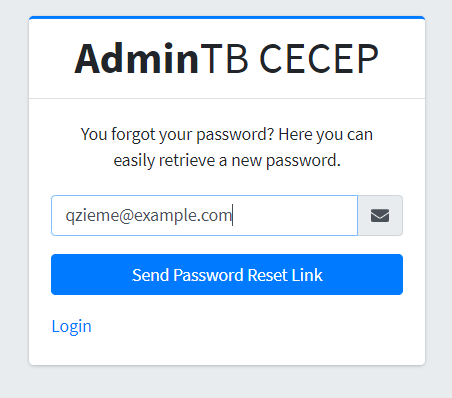 AdminTB CECEP
You forgot your password? Here you can
easily retrieve a new password.
qzieme@example.com
Send Password Reset Link
Login